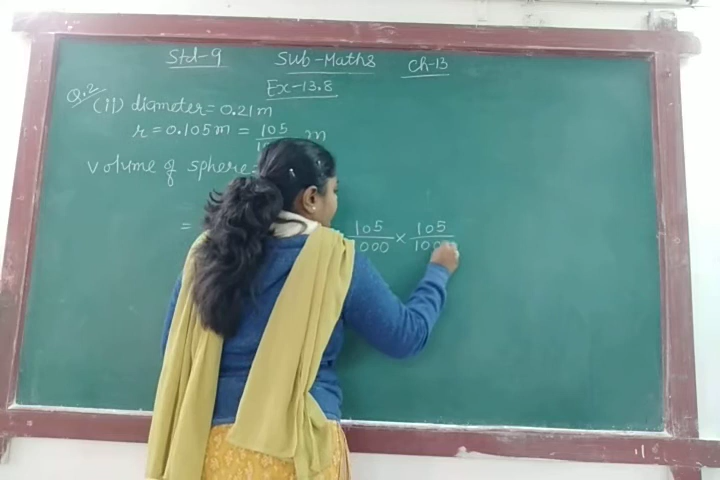 Std-9 Sub-Maths Ch-13
Ex-13.8
Q.2 (ii) diameter = 0.21 m
r = 0.105 m = 105/ m
Volume of sphere =
= 105/1000 × 105/100